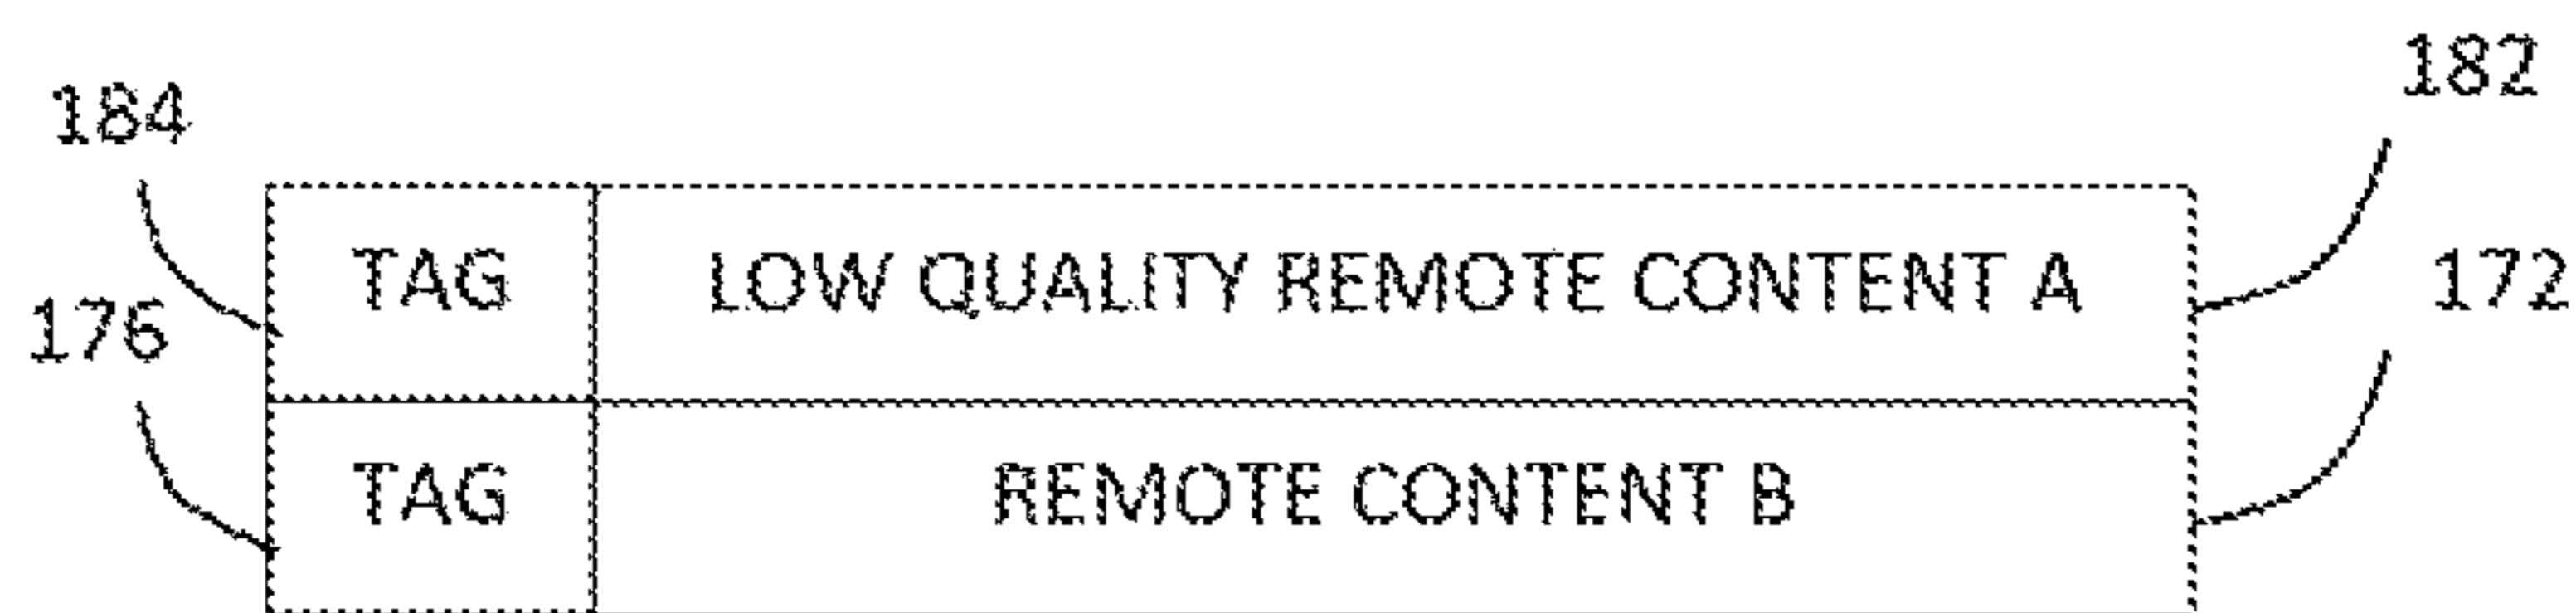 182
184
TAG LOW QUALITY REMOTE CONTENT A
172
176
TAG REMOTE CONTENT B